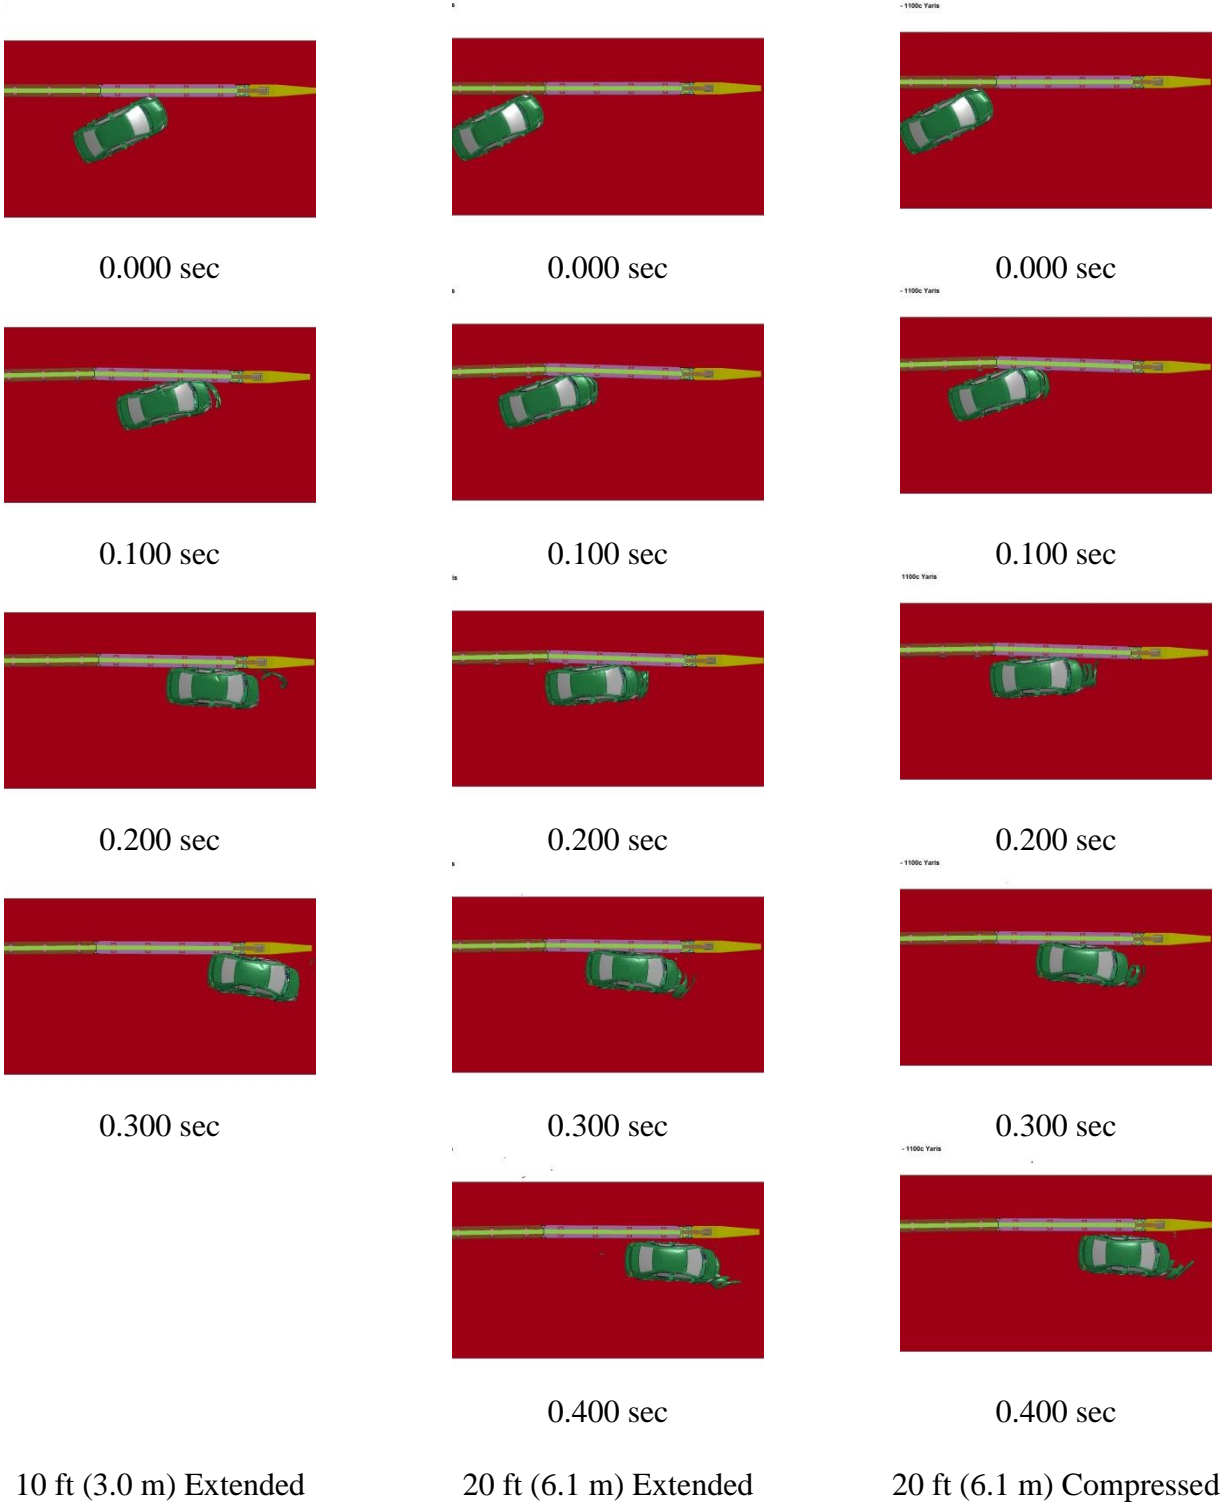 - 1100c Yaris
0.000 sec 0.000 sec 0.000 sec
- 1100c Yaris
0.100 sec 0.100 sec 0.100 sec
1100c Yaris
0.200 sec 0.200 sec 0.200 sec
- 1100c Yaris
0.300 sec 0.300 sec 0.300 sec
- 1100c Yaris
0.400 sec 0.400 sec
10 ft (3.0 m) Extended 20 ft (6.1 m) Extended 20 ft (6.1 m) Compressed